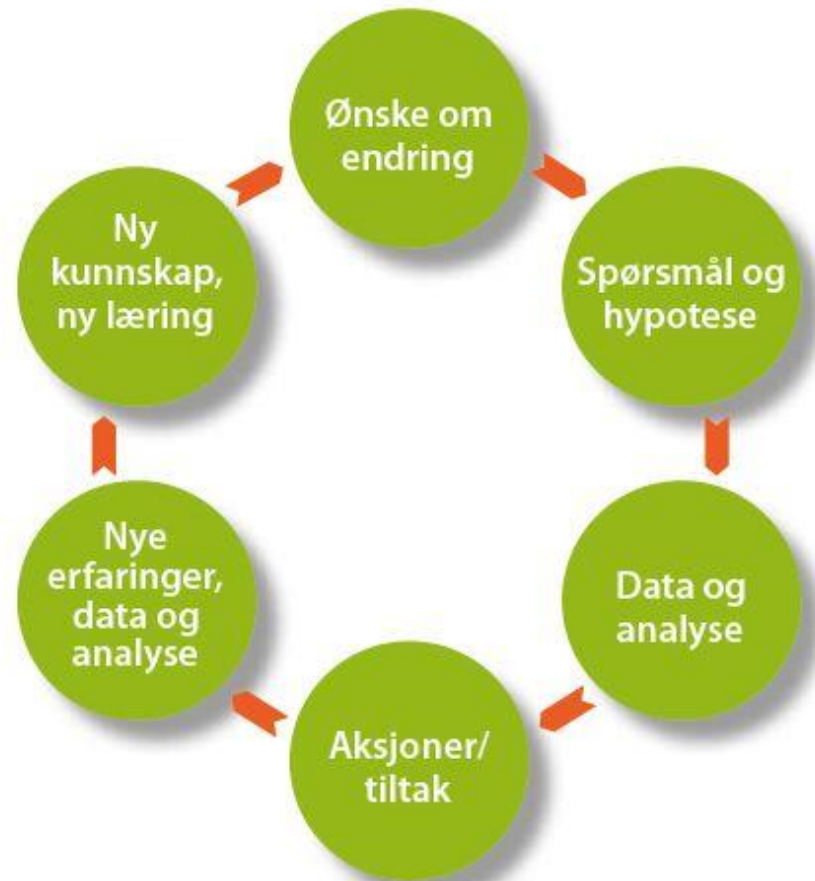 Ønske om
endring
Spørsmål og
hypotese
Data og
analyse
Aksjoner/
tiltak
Nye
erfaringer,
data og
analyse
Ny
kunnskap,
ny læring